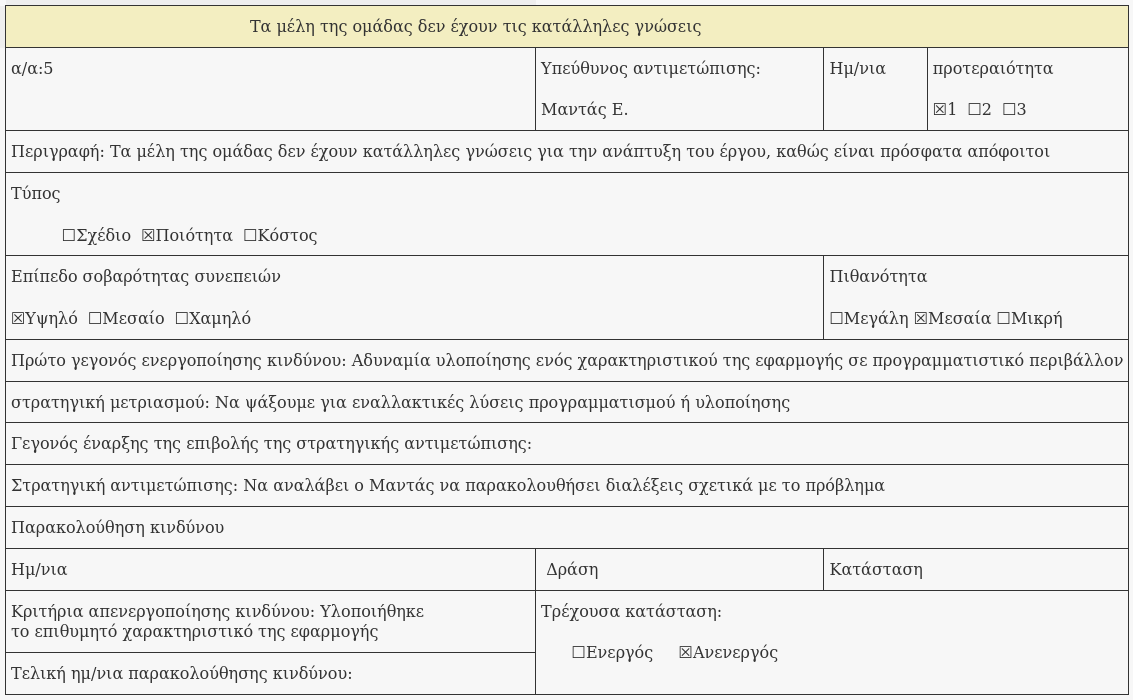 Τα μέλη της ομάδας δεν έχουν τις κατάλληλες γνώσεις
α/α:5
Υπεύθυνος αντιμετώπισης:
Μαντάς Ε.
Ημ/νια
προτεραιότητα
☒1 ☐2 ☐3
Περιγραφή: Τα μέλη της ομάδας δεν έχουν κατάλληλες γνώσεις για την ανάπτυξη του έργου, καθώς είναι πρόσφατα απόφοιτοι
Τύπος
☐Σχέδιο ☒Ποιότητα ☐Κόστος
Επίπεδο σοβαρότητας συνεπειών
☒Υψηλό ☐Μεσαίο ☐Χαμηλό
Πιθανότητα
☐Μεγάλη ☒Μεσαία ☐Μικρή
Πρώτο γεγονός ενεργοποίησης κινδύνου: Αδυναμία υλοποίησης ενός χαρακτηριστικού της εφαρμογής σε προγραμματιστικό περιβάλλον
στρατηγική μετριασμού: Να ψάξουμε για εναλλακτικές λύσεις προγραμματισμού ή υλοποίησης
Γεγονός έναρξης της επιβολής της στρατηγικής αντιμετώπισης:
Στρατηγική αντιμετώπισης: Να αναλάβει ο Μαντάς να παρακολουθήσει διαλέξεις σχετικά με το πρόβλημα
Παρακολούθηση κινδύνου
Ημ/νια
Δράση
Κατάσταση
Κριτήρια απενεργοποίησης κινδύνου: Υλοποιήθηκε
το επιθυμητό χαρακτηριστικό της εφαρμογής
Τρέχουσα κατάσταση:
☐Ενεργός ☒Ανενεργός
Τελική ημ/νια παρακολούθησης κινδύνου: